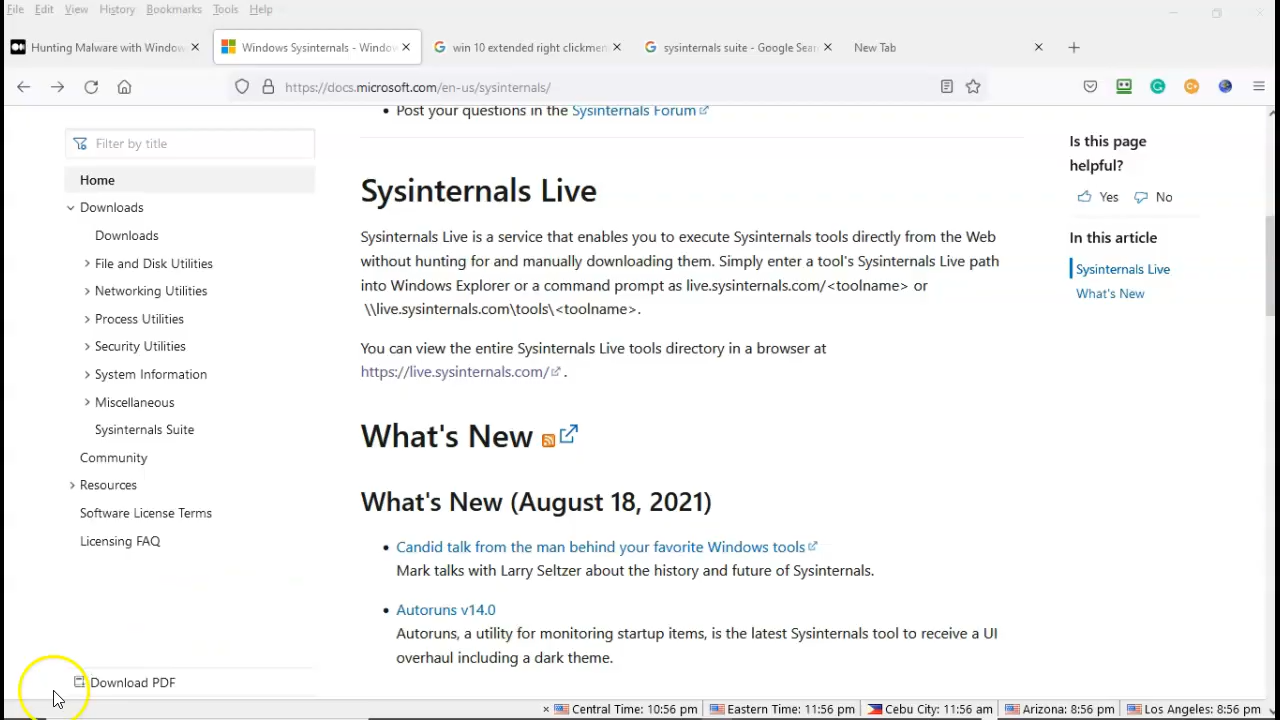 File Edit View History Bookmarks Tools Help
Hunting Malware with Window
Windows Sysinternals - Window
win 10 extended right clickmen
sysinternals suite - Google Sear
New Tab
https://docs.microsoft.com/en-us/sysinternals/
Post your questions in the Sysinternals Forum
Filter by title
Home
Downloads
Downloads
File and Disk Utilities
Networking Utilities
Process Utilities
Security Utilities
System Information
Miscellaneous
Sysinternals Suite
Community
Resources
Software License Terms
Licensing FAQ
Download PDF
Sysinternals Live
Sysinternals Live is a service that enables you to execute Sysinternals tools directly from the Web
without hunting for and manually downloading them. Simply enter a tool's Sysinternals Live path
into Windows Explorer or a command prompt as live.sysinternals.com/<toolname> or
\\live.sysinternals.com\tools\<toolname>.
You can view the entire Sysinternals Live tools directory in a browser at
https://live.sysinternals.com/ .
What's New
What's New (August 18, 2021)
Candid talk from the man behind your favorite Windows tools
Mark talks with Larry Seltzer about the history and future of Sysinternals.
Autoruns v14.0
Autoruns, a utility for monitoring startup items, is the latest Sysinternals tool to receive a UI
overhaul including a dark theme.
Is this page
helpful?
Yes No
In this article
Sysinternals Live
What's New
Central Time: 10:56 pm Eastern Time: 11:56 pm Cebu City: 11:56 am Arizona: 8:56 pm Los Angeles: 8:56 pm